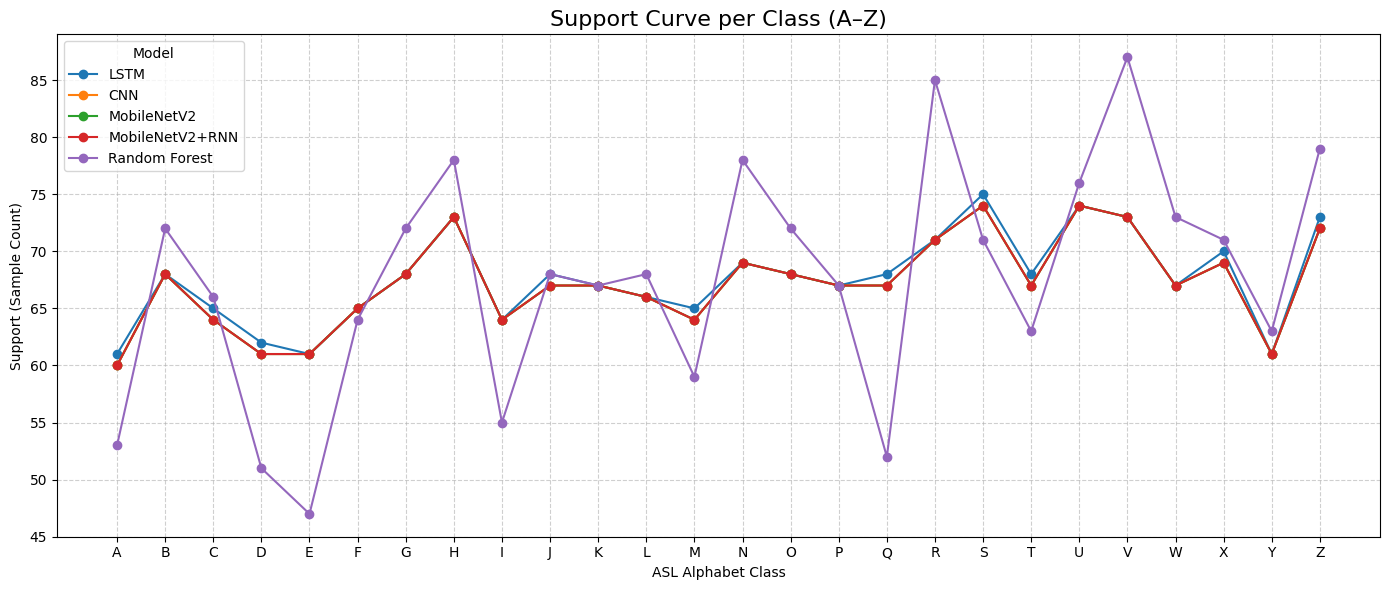 Support Curve per Class (A–Z)
Model
LSTM
CNN
MobileNetV2
MobileNetV2+RNN
Random Forest
Support (Sample Count)
85
80
75
70
65
60
55
50
45
A B C D E F G H I J K L M N O P Q R S T U V W X Y Z
ASL Alphabet Class